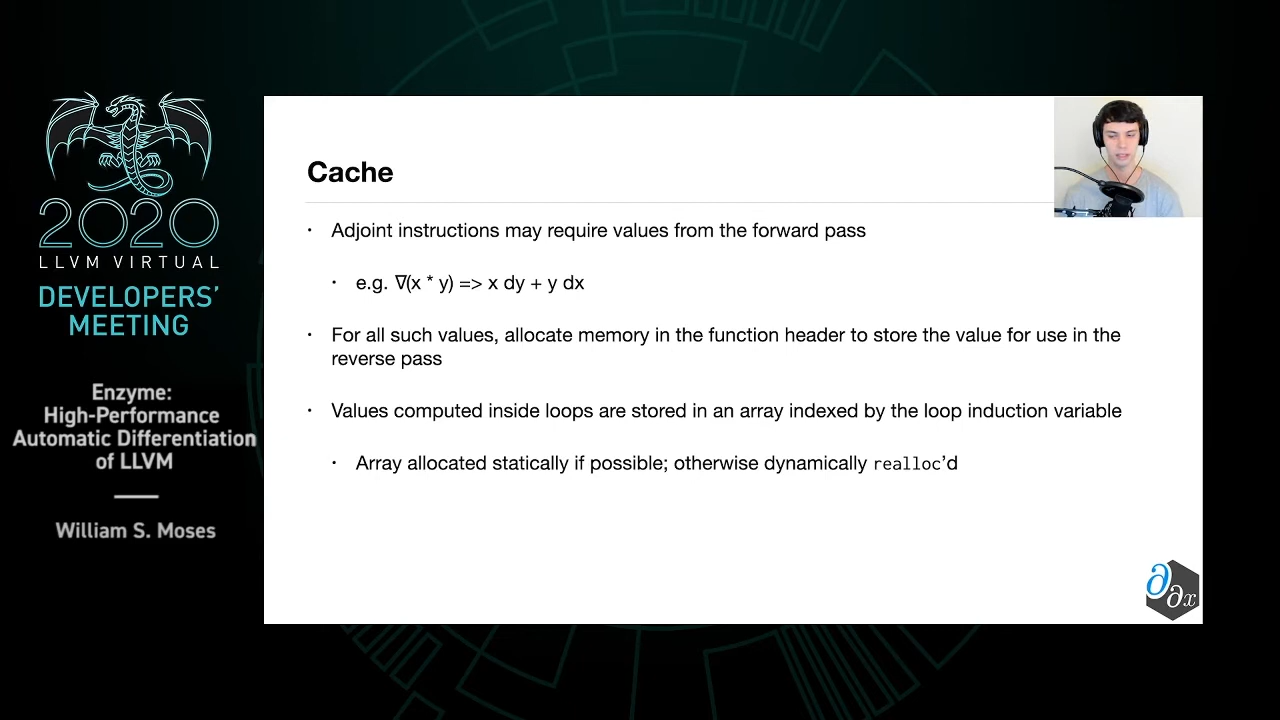 2020
LLVM VIRTUAL
DEVELOPERS'
MEETING
Enzyme:
High-Performance
Automatic Differentiation
of LLVM
William S. Moses
Cache
• Adjoint instructions may require values from the forward pass
• e.g. ∇(x * y) => x dy + y dx
• For all such values, allocate memory in the function header to store the value for use in the
reverse pass
• Values computed inside loops are stored in an array indexed by the loop induction variable
• Array allocated statically if possible; otherwise dynamically realloc’d
∂
∂x